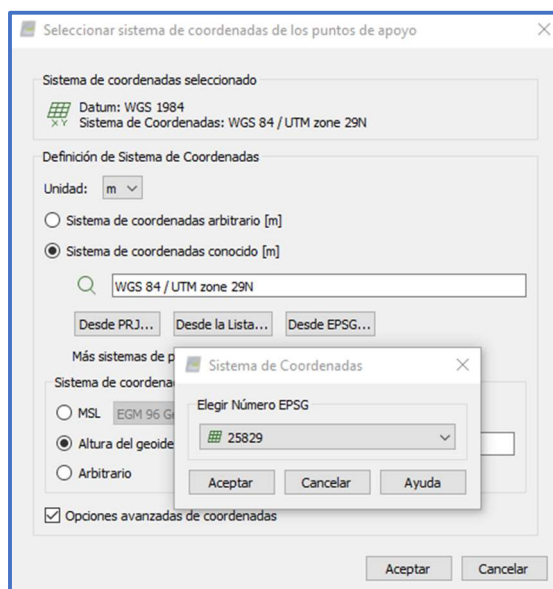 Seleccionar sistema de coordenadas de los puntos de apoyo
Sistema de coordenadas seleccionado
Datum: WGS 1984
Sistema de Coordenadas: WGS 84 / UTM zone 29N
Definición de Sistema de Coordenadas
Unidad: m
Sistema de coordenadas arbitrario [m]
Sistema de coordenadas conocido [m]
WGS 84 / UTM zone 29N
Desde PRJ... Desde la Lista... Desde EPSG...
Más sistemas de
Sistema de Coordenadas
Elegir Número EPSG
25829
Aceptar Cancelar Ayuda
Sistema de
MSL EGM 96
Altura del geoide
Arbitrario
Opciones avanzadas de coordenadas
Aceptar Cancelar